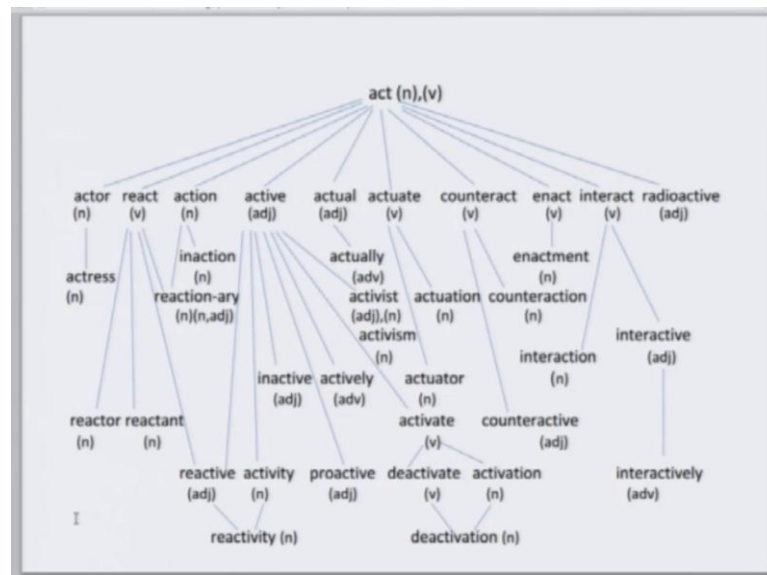 act (n),(v)
actor react action active actual actuate counteract enact interact radioactive
(n) (v) (n) (adj) (adj) (v) (v) (v) (v) (adj)
inaction actually enactment
(n) (adv) (n)
actress
(n)
reaction-ary activist actuation counteraction
(n)(n,adj) (adj),(n) (n) (n)
activism
(n)
interactive
(adj)
interaction
(n)
inactive actively actuator
(adj) (adv) (n)
reactor reactant activate counteractive
(n) (n) (v) (adj)
reactive activity proactive deactivate activation interactively
(adj) (n) (adj) (v) (n) (adv)
reactivity (n) deactivation (n)